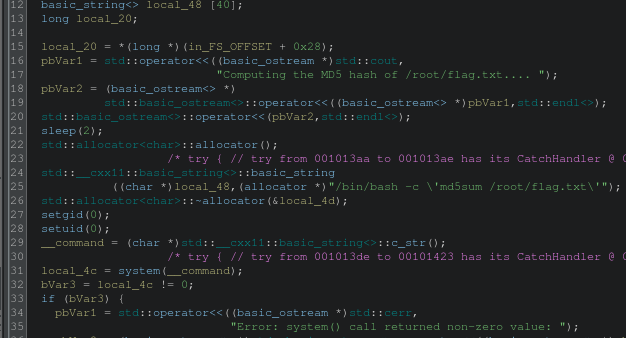 12 basic_string<> local_48 [40];
13 long local_20;
14
15 local_20 = *(long *)(in_FS_OFFSET + 0x28);
16 pbVar1 = std::operator<<((basic_ostream *)std::cout,
17 "Computing the MD5 hash of /root/flag.txt.... ");
18 pbVar2 = (basic_ostream<> *)
19 std::basic_ostream<>::operator<<((basic_ostream<> *)pbVar1,std::endl<>);
20 std::basic_ostream<>::operator<<(pbVar2,std::endl<>);
21 sleep(2);
22 std::allocator<char>::allocator();
23 /* try { // try from 001013aa to 001013ae has its CatchHandler @
24 std::__cxx11::basic_string<>::basic_string
25 ((char *)local_48,(allocator *)"/bin/bash -c \'md5sum /root/flag.txt\'");
26 std::allocator<char>::~allocator(&local_4d);
27 setgid(0);
28 setuid(0);
29 __command = (char *)std::__cxx11::basic_string<>::c_str();
30 /* try { // try from 001013de to 00101423 has its CatchHandler @
31 local_4c = system(__command);
32 bVar3 = local_4c != 0;
33 if (bVar3) {
34 pbVar1 = std::operator<<((basic_ostream *)std::cerr,
35 "Error: system() call returned non-zero value: ");